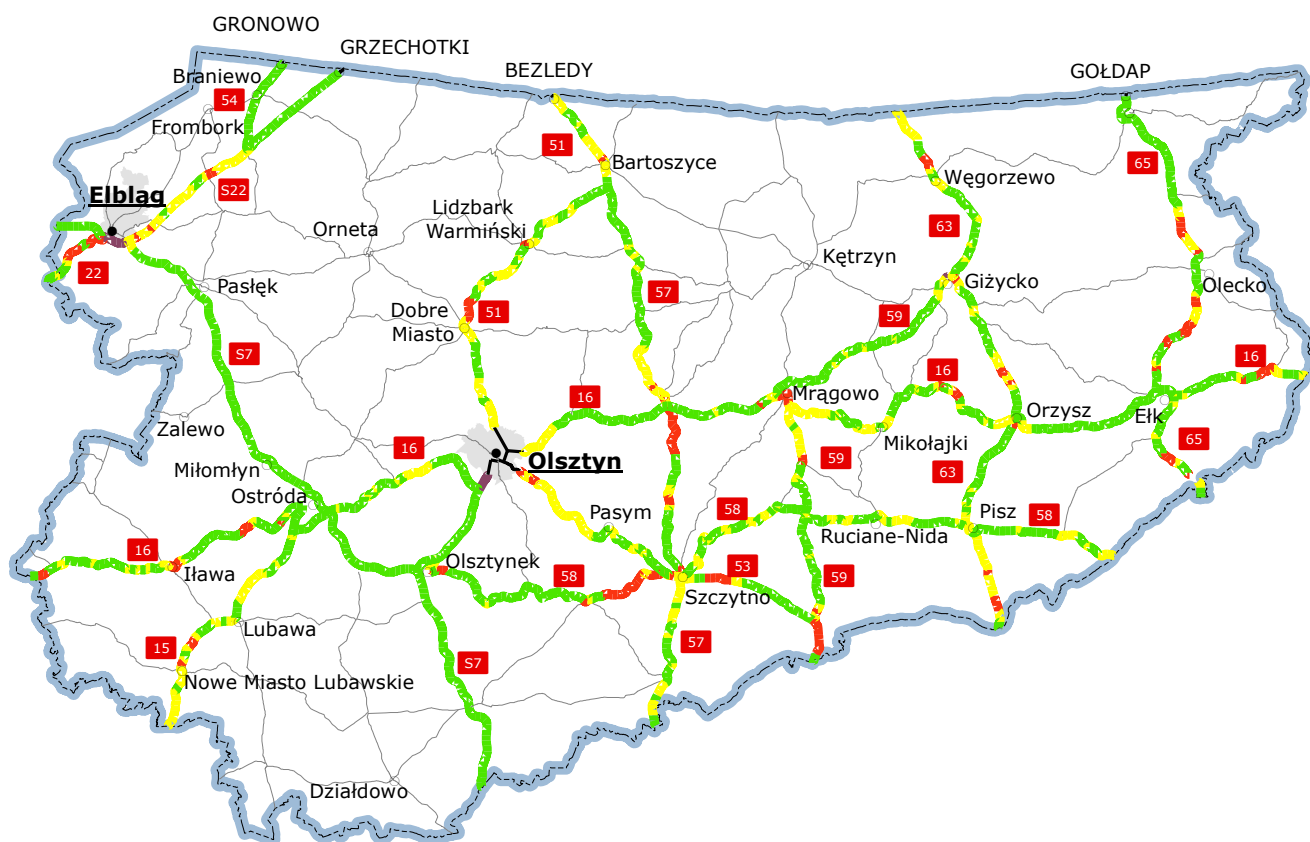 GRONOWO
GRZECHOTKI
BEZLEDY
GOŁDAP
Braniewo
54
Frombork
51
Bartoszyce
65
Węgorzewo
Elbląg
S22
Lidzbark
Warmiński
Orneta
63
Kętrzyn
22
Pasłęk
Giżycko
Olecko
57
Dobre
Miasto
51
59
S7
16
16
16
Mrągowo
Orzysz
Ełk
Zalewo
Mikołajki
65
16
Olsztyn
59
63
Miłomłyn
Ostróda
Pasym
58
Ruciane-Nida
Pisz
58
16
Iława
Olsztynek
58
53
59
Szczytno
Lubawa
15
S7
57
Nowe Miasto Lubawskie
Działdowo